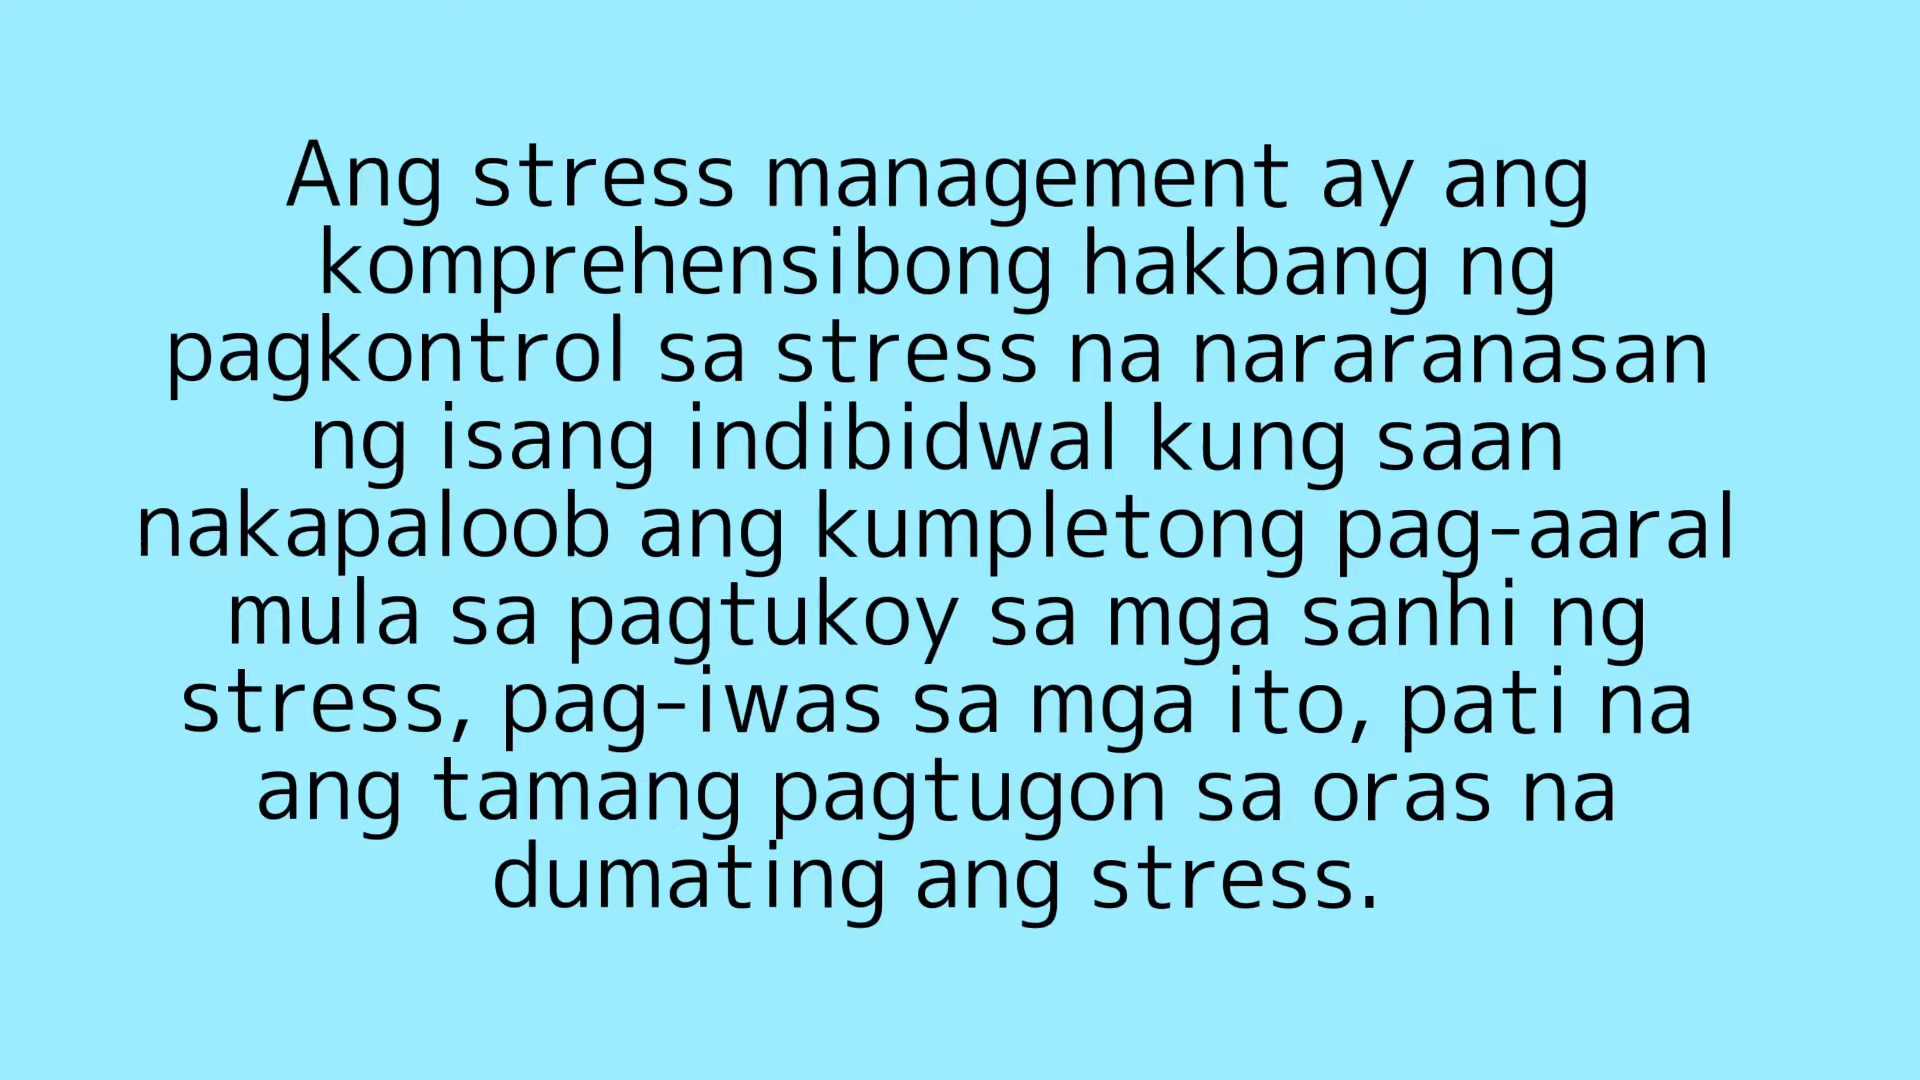 Ang stress management ay ang
komprehensibong hakbang ng
pagkontrol sa stress na nararanasan
ng isang indibidwal kung saan
nakapaloob ang kumpletong pag-aaral
mula sa pagtukoy sa mga sanhi ng
stress, pag-iwas sa mga ito, pati na
ang tamang pagtugon sa oras na
dumating ang stress.